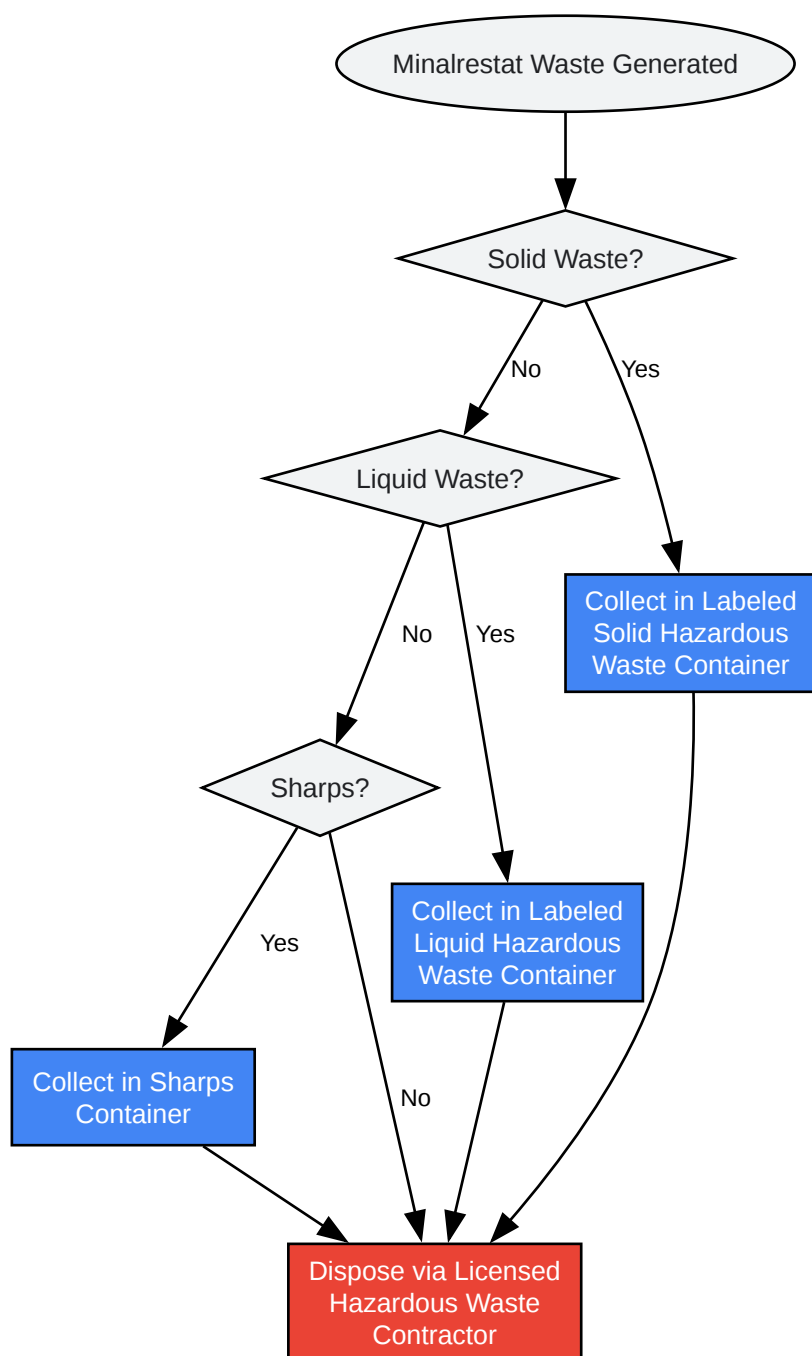 Minalrestat Waste Generated
Solid Waste?
No
Yes
Liquid Waste?
No
Yes
Collect in Labeled
Solid Hazardous
Waste Container
Sharps?
Yes
Collect in Labeled
Liquid Hazardous
Waste Container
Collect in Sharps
Container
No
Dispose via Licensed
Hazardous Waste
Contractor